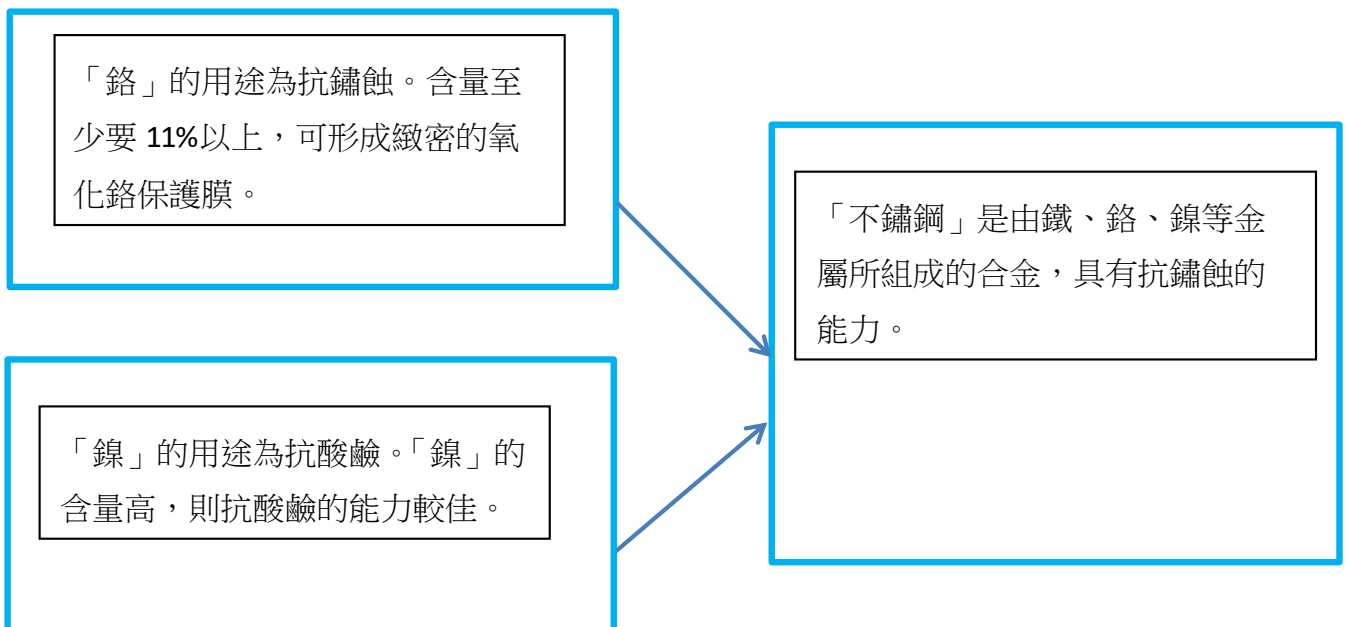 「鉻」的用途為抗鏽蝕。含量至
少要 11%以上，可形成緻密的氧
化鉻保護膜。
「不鏽鋼」是由鐵、鉻、鎳等金
屬所組成的合金，具有抗鏽蝕的
能力。
「鎳」的用途為抗酸鹼。「鎳」的
含量高，則抗酸鹼的能力較佳。